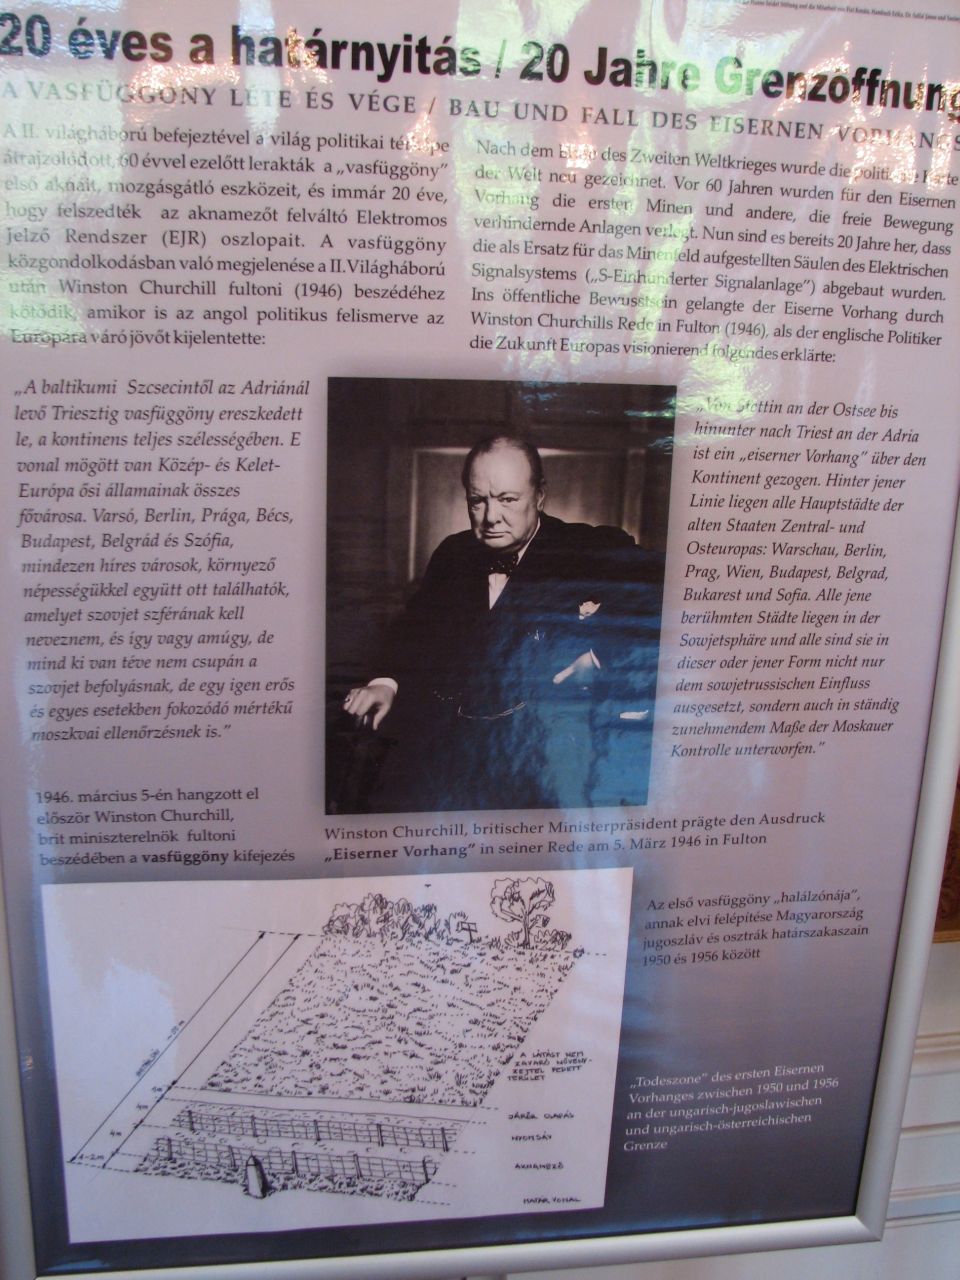 20 éves a határnyitás / 20 Jahre Grenzöffnung
A VASFÜGGÖNY LÉTE ÉS VÉGE / BAU UND FALL DES EISERNEN VORHANGS
A II. világháború befejeztével a világ politikai térképe
átrajzolódott, 60 évvel ezelőtt lerakták a „vasfüggöny"
első aknáit, mozgásgátló eszközeit, és immár 20 éve,
hogy felszedték az aknamezőt felváltó Elektromos
Jelző Rendszer (EJR) oszlopait. A vasfüggöny
közgondolkodásban való megjelenése a II.Világháború
után Winston Churchill fultoni (1946) beszédéhez
kötődik, amikor is az angol politikus felismerve az
Európára váró jövőt kijelentette:
Nach dem Ende des Zweiten Weltkrieges wurde die politische Karte
der Welt neu gezeichnet. Vor 60 Jahren wurden für den Eisernen
Vorhang die ersten Minen und andere, die freie Bewegung
verhindernde Anlagen verlegt. Nun sind es bereits 20 Jahre her, dass
die als Ersatz für das Minenfeld aufgestellten Säulen des Elektrischen
Signalsystems („S-Einhunderter Signalanlage") abgebaut wurden.
Ins öffentliche Bewusstsein gelangte der Eiserne Vorhang durch
Winston Churchills Rede in Fulton (1946), als der englische Politiker
die Zukunft Europas visionierend folgendes erklärte:
„A baltikumi Szcsecintől az Adriánál
levő Triesztig vasfüggöny ereszkedett
le, a kontinens teljes szélességében. E
vonal mögött van Közép- és Kelet-
Európa ősi államainak összes
fővárosa. Varsó, Berlin, Prága, Bécs,
Budapest, Belgrád és Szófia,
mindezen híres városok, környező
népességükkel együtt ott találhatók,
amelyet szovjet szférának kell
neveznem, és így vagy amúgy, de
mind ki van téve nem csupán a
szovjet befolyásnak, de egy igen erős
és egyes esetekben fokozódó mértékű
moszkvai ellenőrzésnek is."
„Von Stettin an der Ostsee bis
hinunter nach Triest an der Adria
ist ein „eiserner Vorhang" über den
Kontinent gezogen. Hinter jener
Linie liegen alle Hauptstädte der
alten Staaten Zentral- und
Osteuropas: Warschau, Berlin,
Prag, Wien, Budapest, Belgrad,
Bukarest und Sofia. Alle jene
berühmten Städte liegen in der
Sowjetsphäre und alle sind sie in
dieser oder jener Form nicht nur
dem sowjetrussischen Einfluss
ausgesetzt, sondern auch in ständig
zunehmendem Maße der Moskauer
Kontrolle unterworfen."
1946. március 5-én hangzott el
először Winston Churchill,
brit miniszterelnök fultoni
beszédében a vasfüggöny kifejezés
Winston Churchill, britischer Ministerpräsident prägte den Ausdruck
„Eiserner Vorhang" in seiner Rede am 5. März 1946 in Fulton
Az első vasfüggöny „halálzónája",
annak elvi felépítése Magyarország
jugoszláv és osztrák határszakaszain
1950 és 1956 között
A LÁTÁST NEM
ZAVARÓ NÖVÉNY-
ZETTEL FEDETT
TERÜLET
NYOMSÁV
AKNAMEZŐ
HATÁR VONAL
4m
„Todeszone" des ersten Eisernen
Vorhanges zwischen 1950 und 1956
an der ungarisch-jugoslawischen
und ungarisch-österreichischen
Grenze